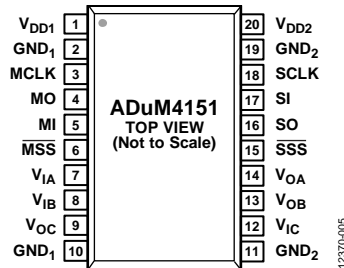 V_DD1 1 20 V_DD2
GND_1 2 19 GND_2
MCLK 3 18 SCLK
MO 4 17 SI
MI 5 16 SO
M̅S̅S̅ 6 15 S̅S̅S̅
V_IA 7 14 V_OA
V_IB 8 13 V_OB
V_OC 9 12 V_IC
GND_1 10 11 GND_2
ADuM4151
TOP VIEW
(Not to Scale)
12370-005